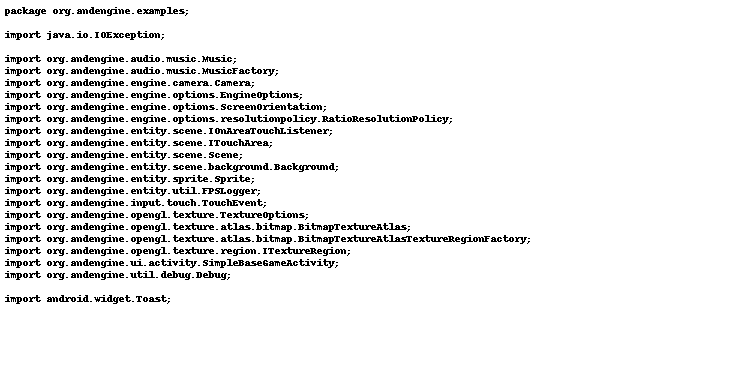 package org.andengine.examples;
import java.io.IOException;
import org.andengine.audio.music.Music;
import org.andengine.audio.music.MusicFactory;
import org.andengine.engine.camera.Camera;
import org.andengine.engine.options.EngineOptions;
import org.andengine.engine.options.ScreenOrientation;
import org.andengine.engine.options.resolutionpolicy.RatioResolutionPolicy;
import org.andengine.entity.scene.IOnAreaTouchListener;
import org.andengine.entity.scene.ITouchArea;
import org.andengine.entity.scene.Scene;
import org.andengine.entity.scene.background.Background;
import org.andengine.entity.sprite.Sprite;
import org.andengine.entity.util.FPSLogger;
import org.andengine.input.touch.TouchEvent;
import org.andengine.opengl.texture.TextureOptions;
import org.andengine.opengl.texture.atlas.bitmap.BitmapTextureAtlas;
import org.andengine.opengl.texture.atlas.bitmap.BitmapTextureAtlasTextureRegionFactory;
import org.andengine.opengl.texture.region.ITextureRegion;
import org.andengine.ui.activity.SimpleBaseGameActivity;
import org.andengine.util.debug.Debug;
import android.widget.Toast;